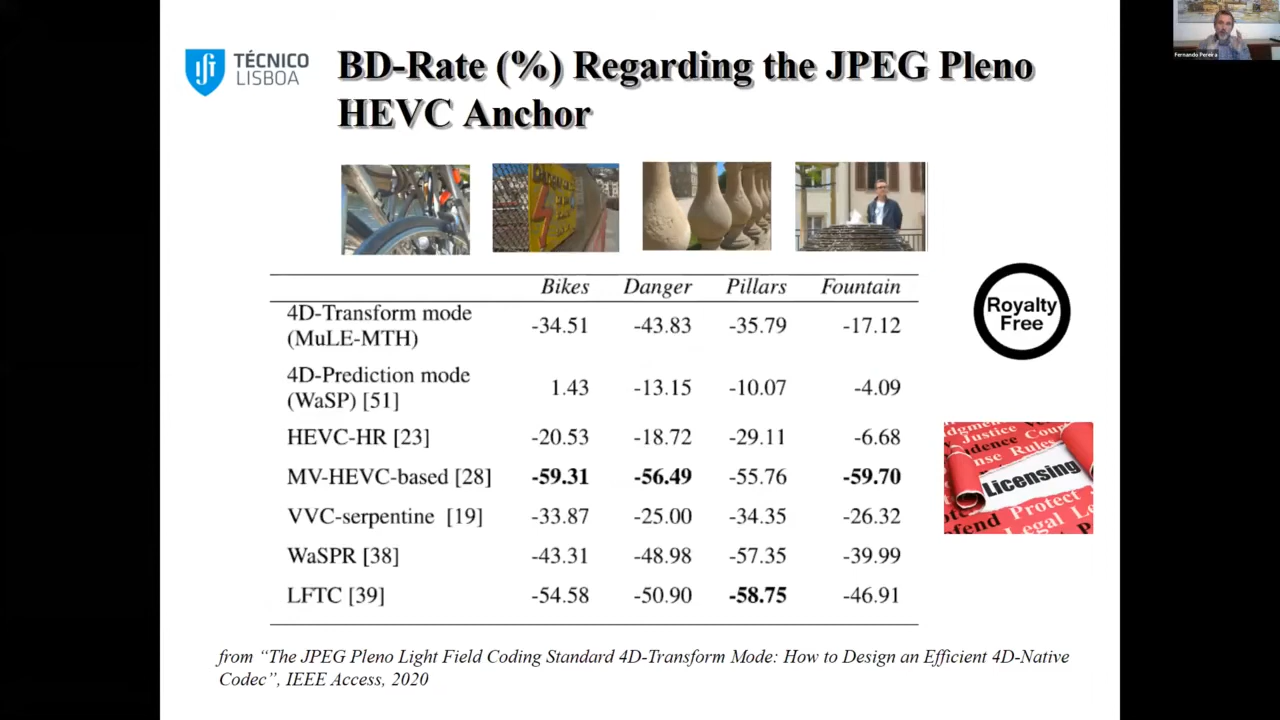 TÉCNICO
LISBOA
BD-Rate (%) Regarding the JPEG Pleno
HEVC Anchor
Fernando Pereira
Bikes Danger Pillars Fountain
4D-Transform mode
(MuLE-MTH) -34.51 -43.83 -35.79 -17.12
4D-Prediction mode
(WaSP) [51] 1.43 -13.15 -10.07 -4.09
HEVC-HR [23] -20.53 -18.72 -29.11 -6.68
MV-HEVC-based [28] -59.31 -56.49 -55.76 -59.70
VVC-serpentine [19] -33.87 -25.00 -34.35 -26.32
WaSPR [38] -43.31 -48.98 -57.35 -39.99
LFTC [39] -54.58 -50.90 -58.75 -46.91
Royalty
Free
Justice
Rules
Licensing
Protect
Legal
from “The JPEG Pleno Light Field Coding Standard 4D-Transform Mode: How to Design an Efficient 4D-Native
Codec”, IEEE Access, 2020